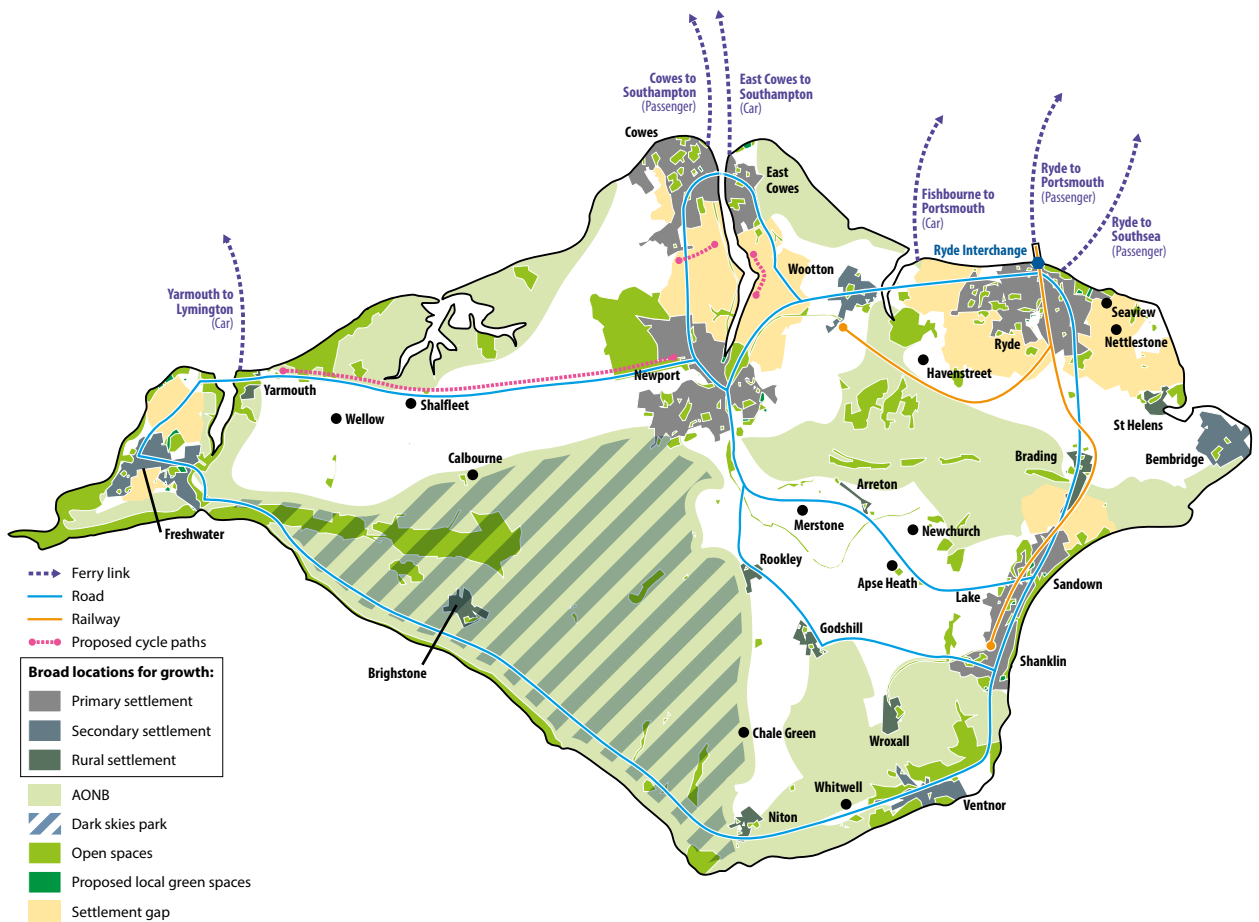 Cowes to
Southampton
(Passenger)
East Cowes to
Southampton
(Car)
Cowes
East
Cowes
Fishbourne to
Portsmouth
(Car)
Ryde to
Portsmouth
(Passenger)
Ryde to
Southsea
(Passenger)
Ryde Interchange
Wootton
Yarmouth to
Lymington
(Car)
Seaview
Nettlestone
Ryde
Havenstreet
Newport
Yarmouth
Shalfleet
Wellow
St Helens
Bembridge
Brading
Calbourne
Arreton
Merstone
Newchurch
Freshwater
Rookley
Apse Heath
Lake
Sandown
Godshill
Shanklin
Brighstone
Chale Green
Wroxall
Whitwell
Ventnor
Niton
Ferry link
Road
Railway
Proposed cycle paths
Broad locations for growth:
Primary settlement
Secondary settlement
Rural settlement
AONB
Dark skies park
Open spaces
Proposed local green spaces
Settlement gap